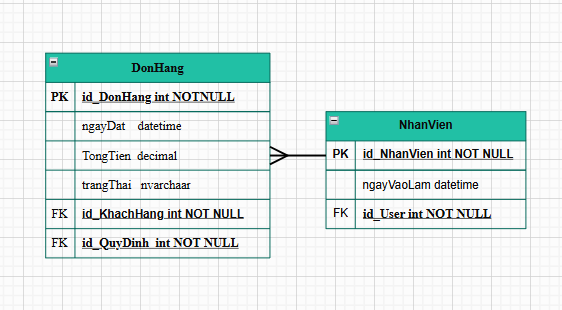 DonHang
PK id_DonHang int NOTNULL
ngayDat datetime
TongTien decimal
trangThai nvarchaar
FK id_KhachHang int NOT NULL
FK id_QuyDinh int NOT NULL
NhanVien
PK id_NhanVien int NOT NULL
ngayVaoLam datetime
FK id_User int NOT NULL